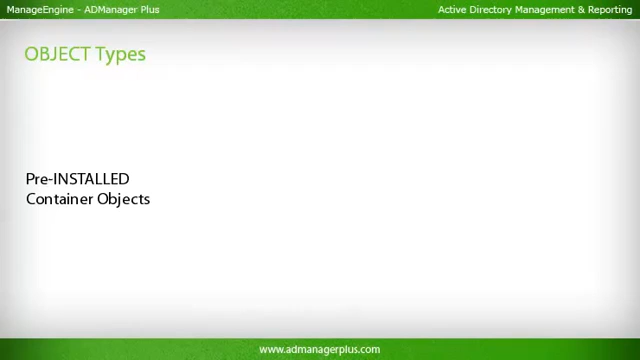 ManageEngine - ADManager Plus
Active Directory Management & Reporting
OBJECT Types
Pre-INSTALLED
Container Objects
www.admanagerplus.com